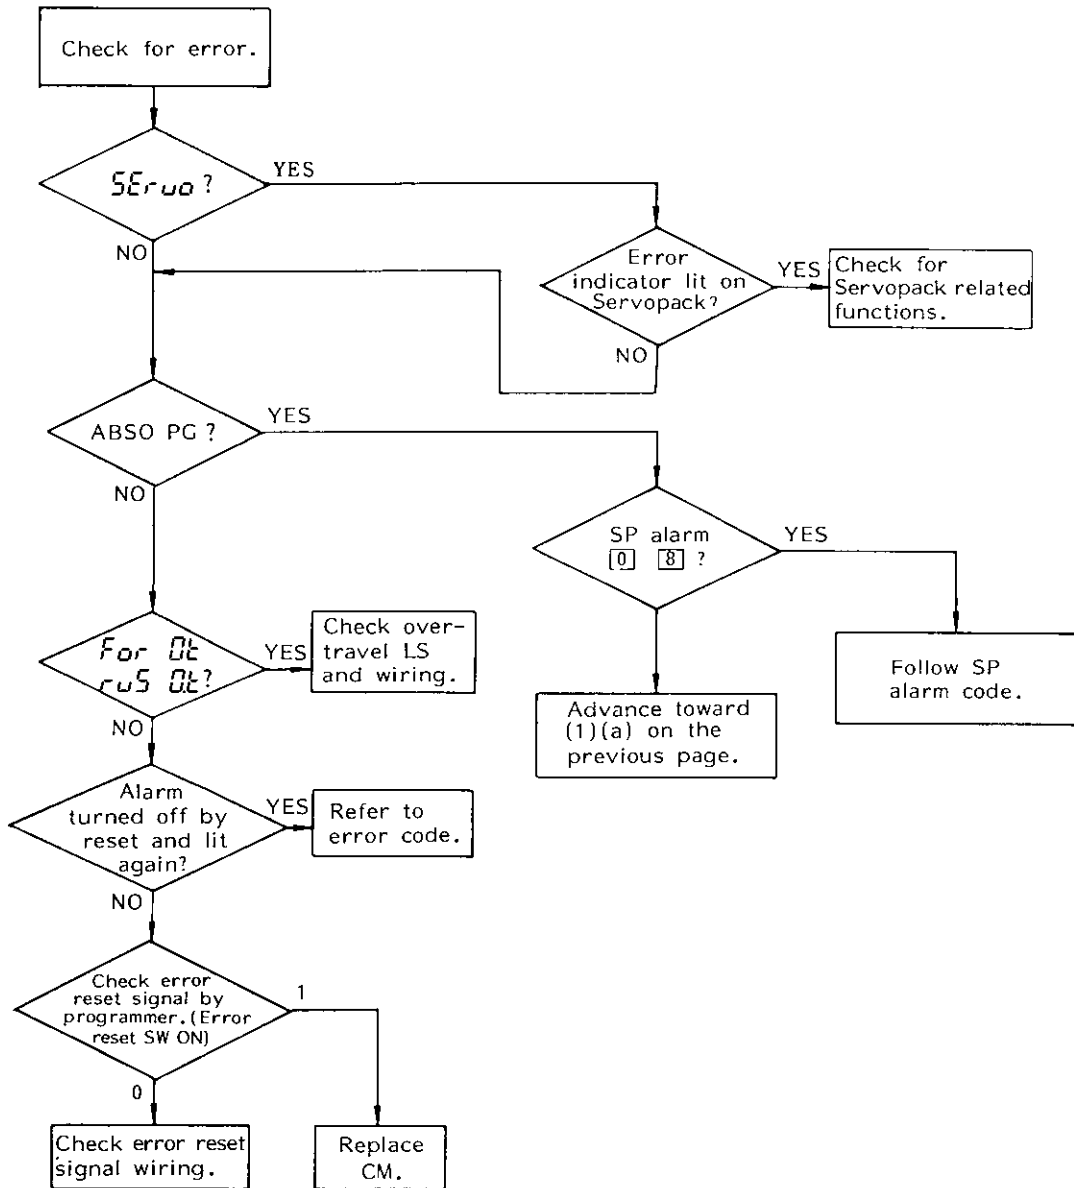 Check for error.
SErvo ?
YES
NO
Error
indicator lit on
Servopack?
YES
Check for
Servopack related
functions.
NO
ABSO PG ?
YES
NO
SP alarm
0 8 ?
YES
For Ot
rvS Ot?
YES
Check over-
travel LS
and wiring.
NO
Follow SP
alarm code.
Advance toward
(1)(a) on the
previous page.
Alarm
turned off by
reset and lit
again?
YES
Refer to
error code.
NO
Check error
reset signal by
programmer.(Error
reset SW ON)
1
0
Check error reset
signal wiring.
Replace
CM.